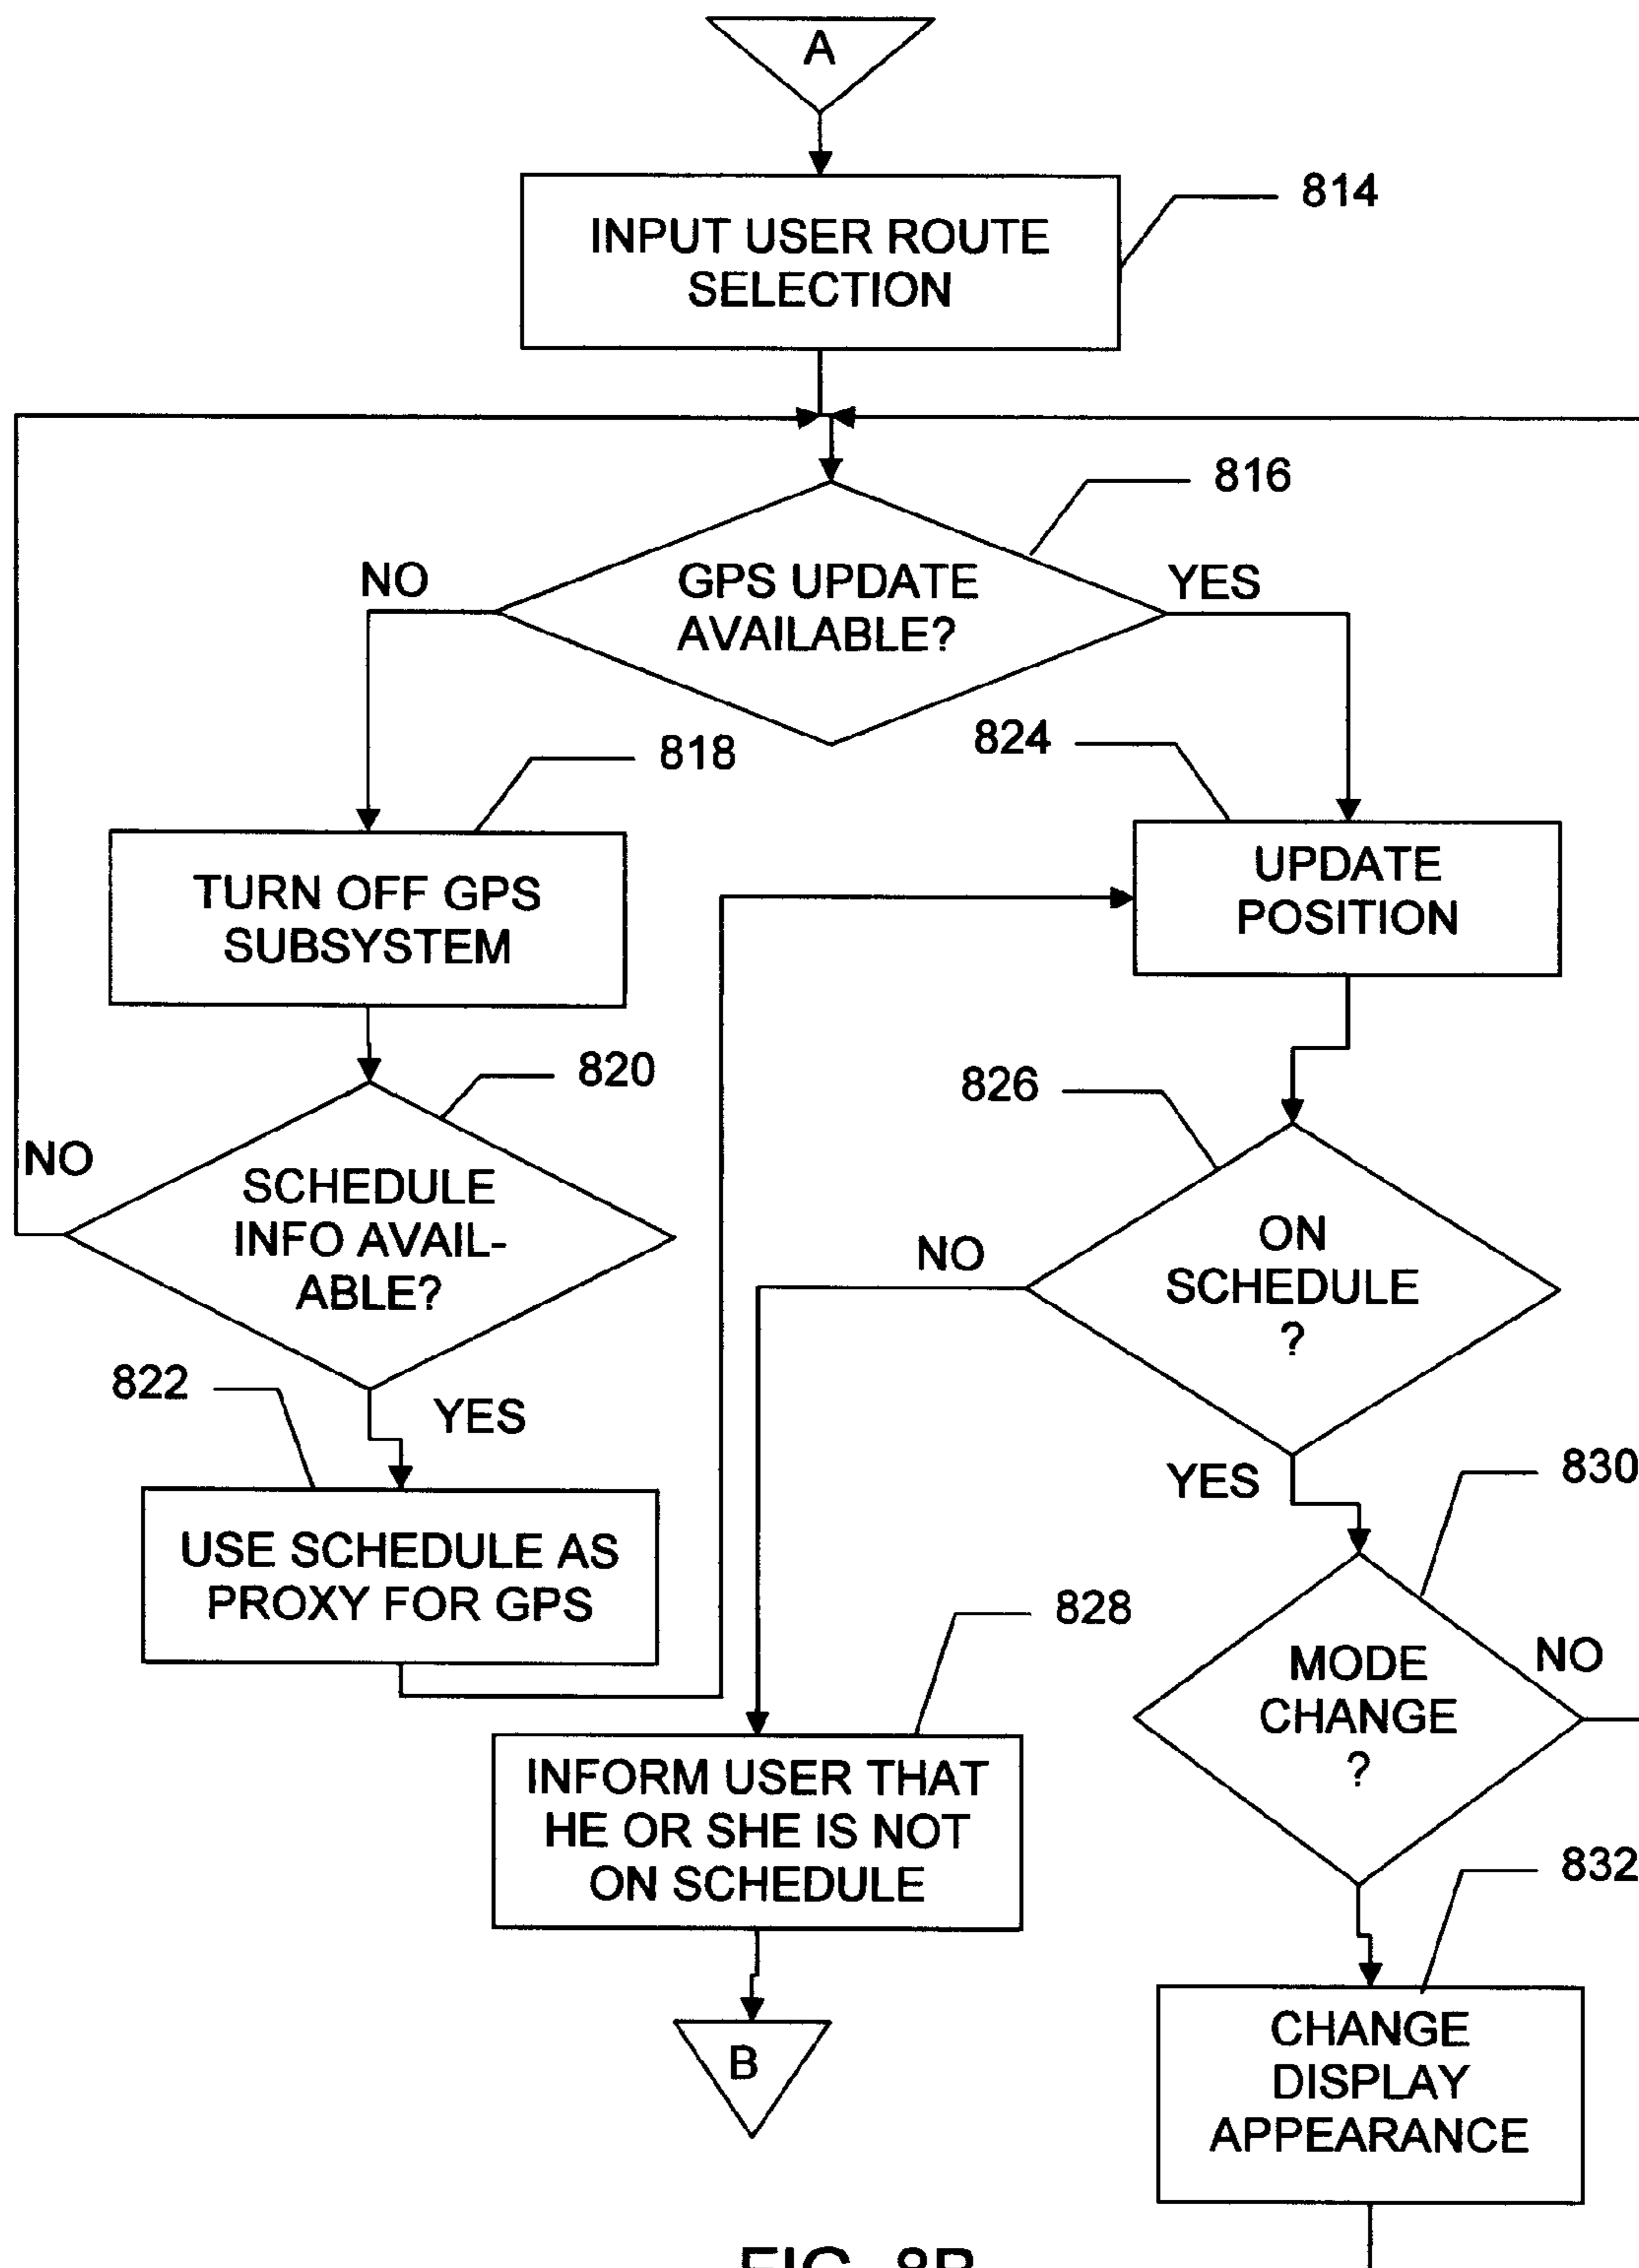 A
814
INPUT USER ROUTE
SELECTION
816
NO
GPS UPDATE
AVAILABLE?
YES
818
824
TURN OFF GPS
SUBSYSTEM
UPDATE
POSITION
820
826
NO
SCHEDULE
INFO AVAIL-
ABLE?
NO
ON
SCHEDULE
?
822
YES
YES
830
USE SCHEDULE AS
PROXY FOR GPS
828
MODE
CHANGE
?
NO
INFORM USER THAT
HE OR SHE IS NOT
ON SCHEDULE
832
B
CHANGE
DISPLAY
APPEARANCE
FIG. 8B